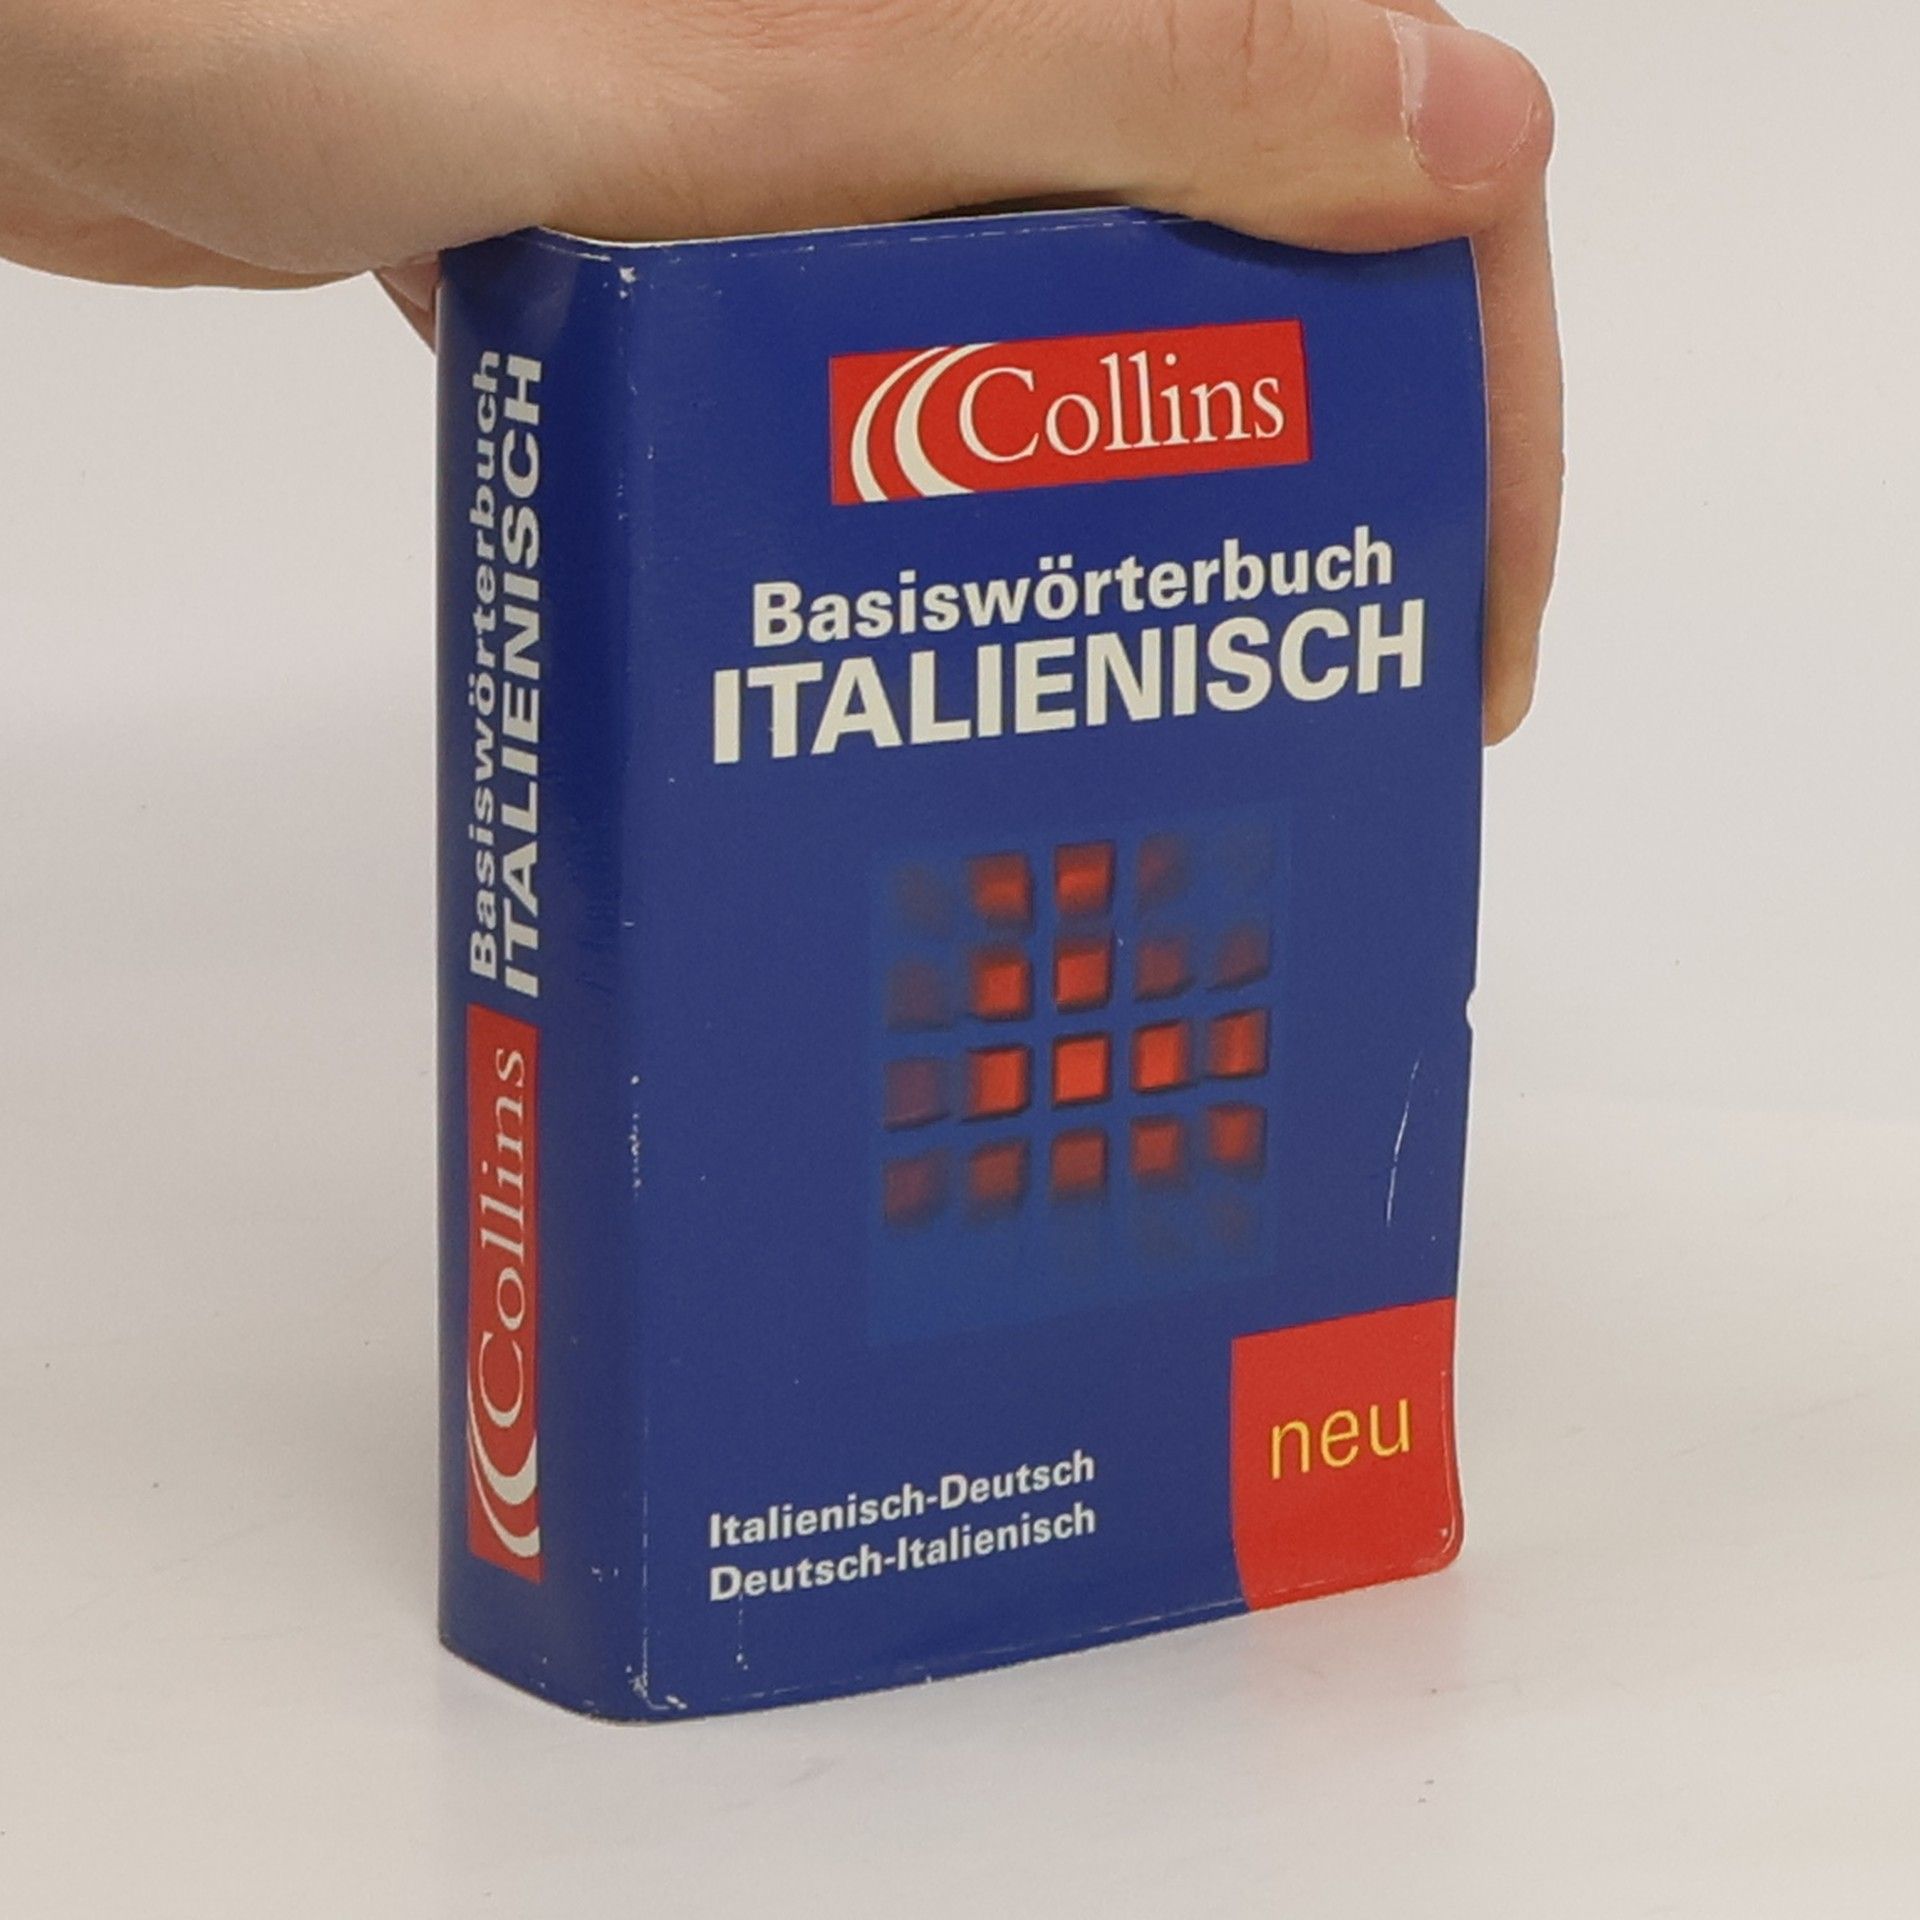 Basiswörterbuch
ITALIENISCH
Collins
Collins
Basiswörterbuch
ITALIENISCH
neu
Italienisch-Deutsch
Deutsch-Italienisch